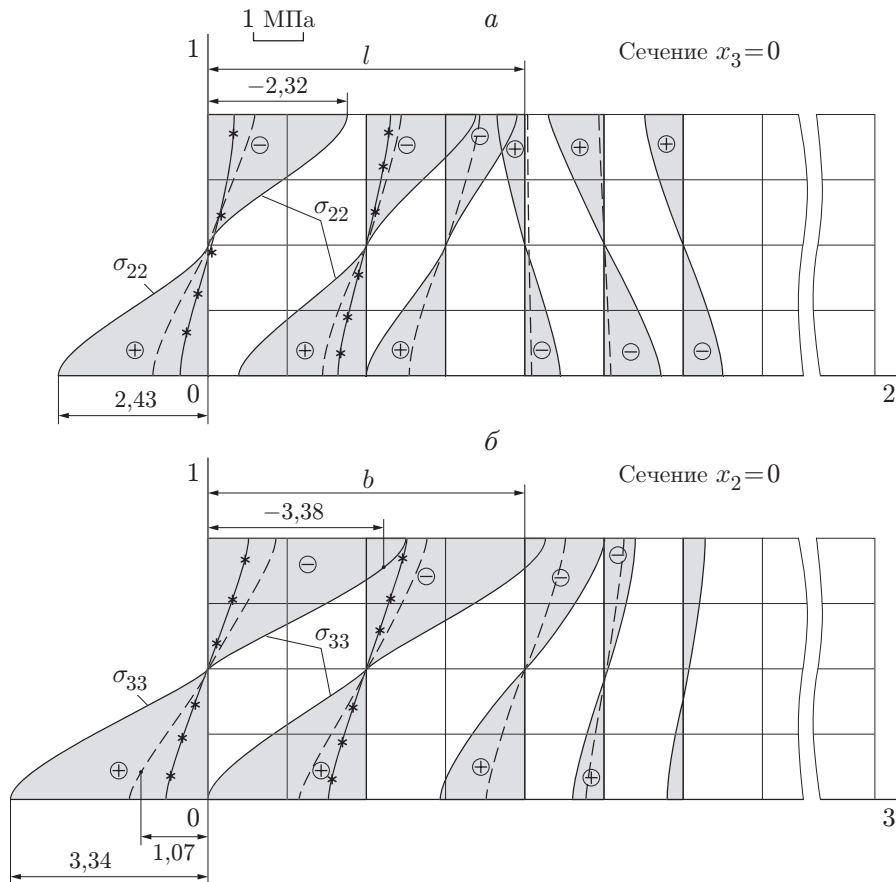 1 МПа
а
1
l
Сечение x₃=0
−2,32
σ₂₂
σ₂₂
2,43
0
2
б
1
b
Сечение x₂=0
−3,38
σ₃₃
σ₃₃
0
3
1,07
3,34